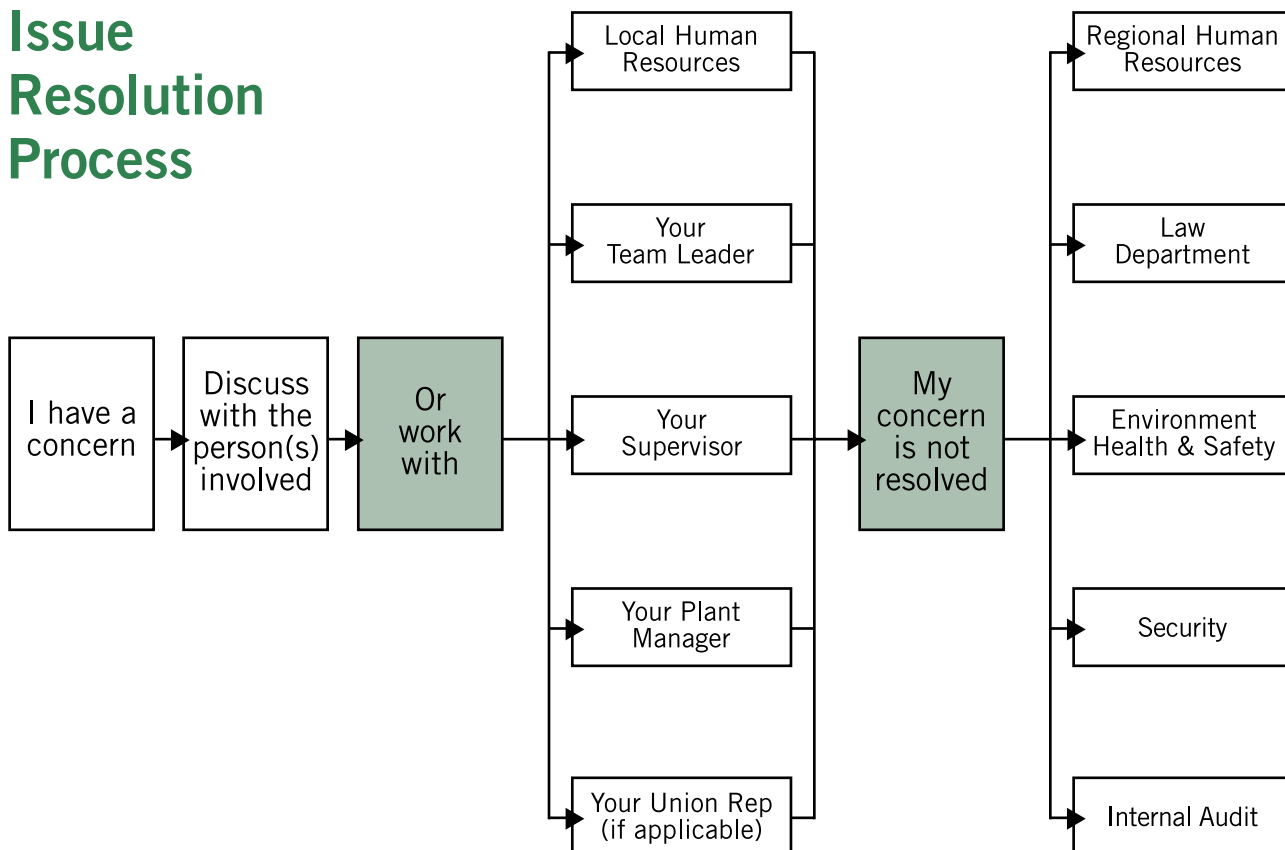 Issue
Resolution
Process
I have a
concern
Discuss
with the
person(s)
involved
Or
work
with
Local Human
Resources
Your
Team Leader
Your
Supervisor
Your Plant
Manager
Your Union Rep
(if applicable)
My
concern
is not
resolved
Regional Human
Resources
Law
Department
Environment
Health & Safety
Security
Internal Audit